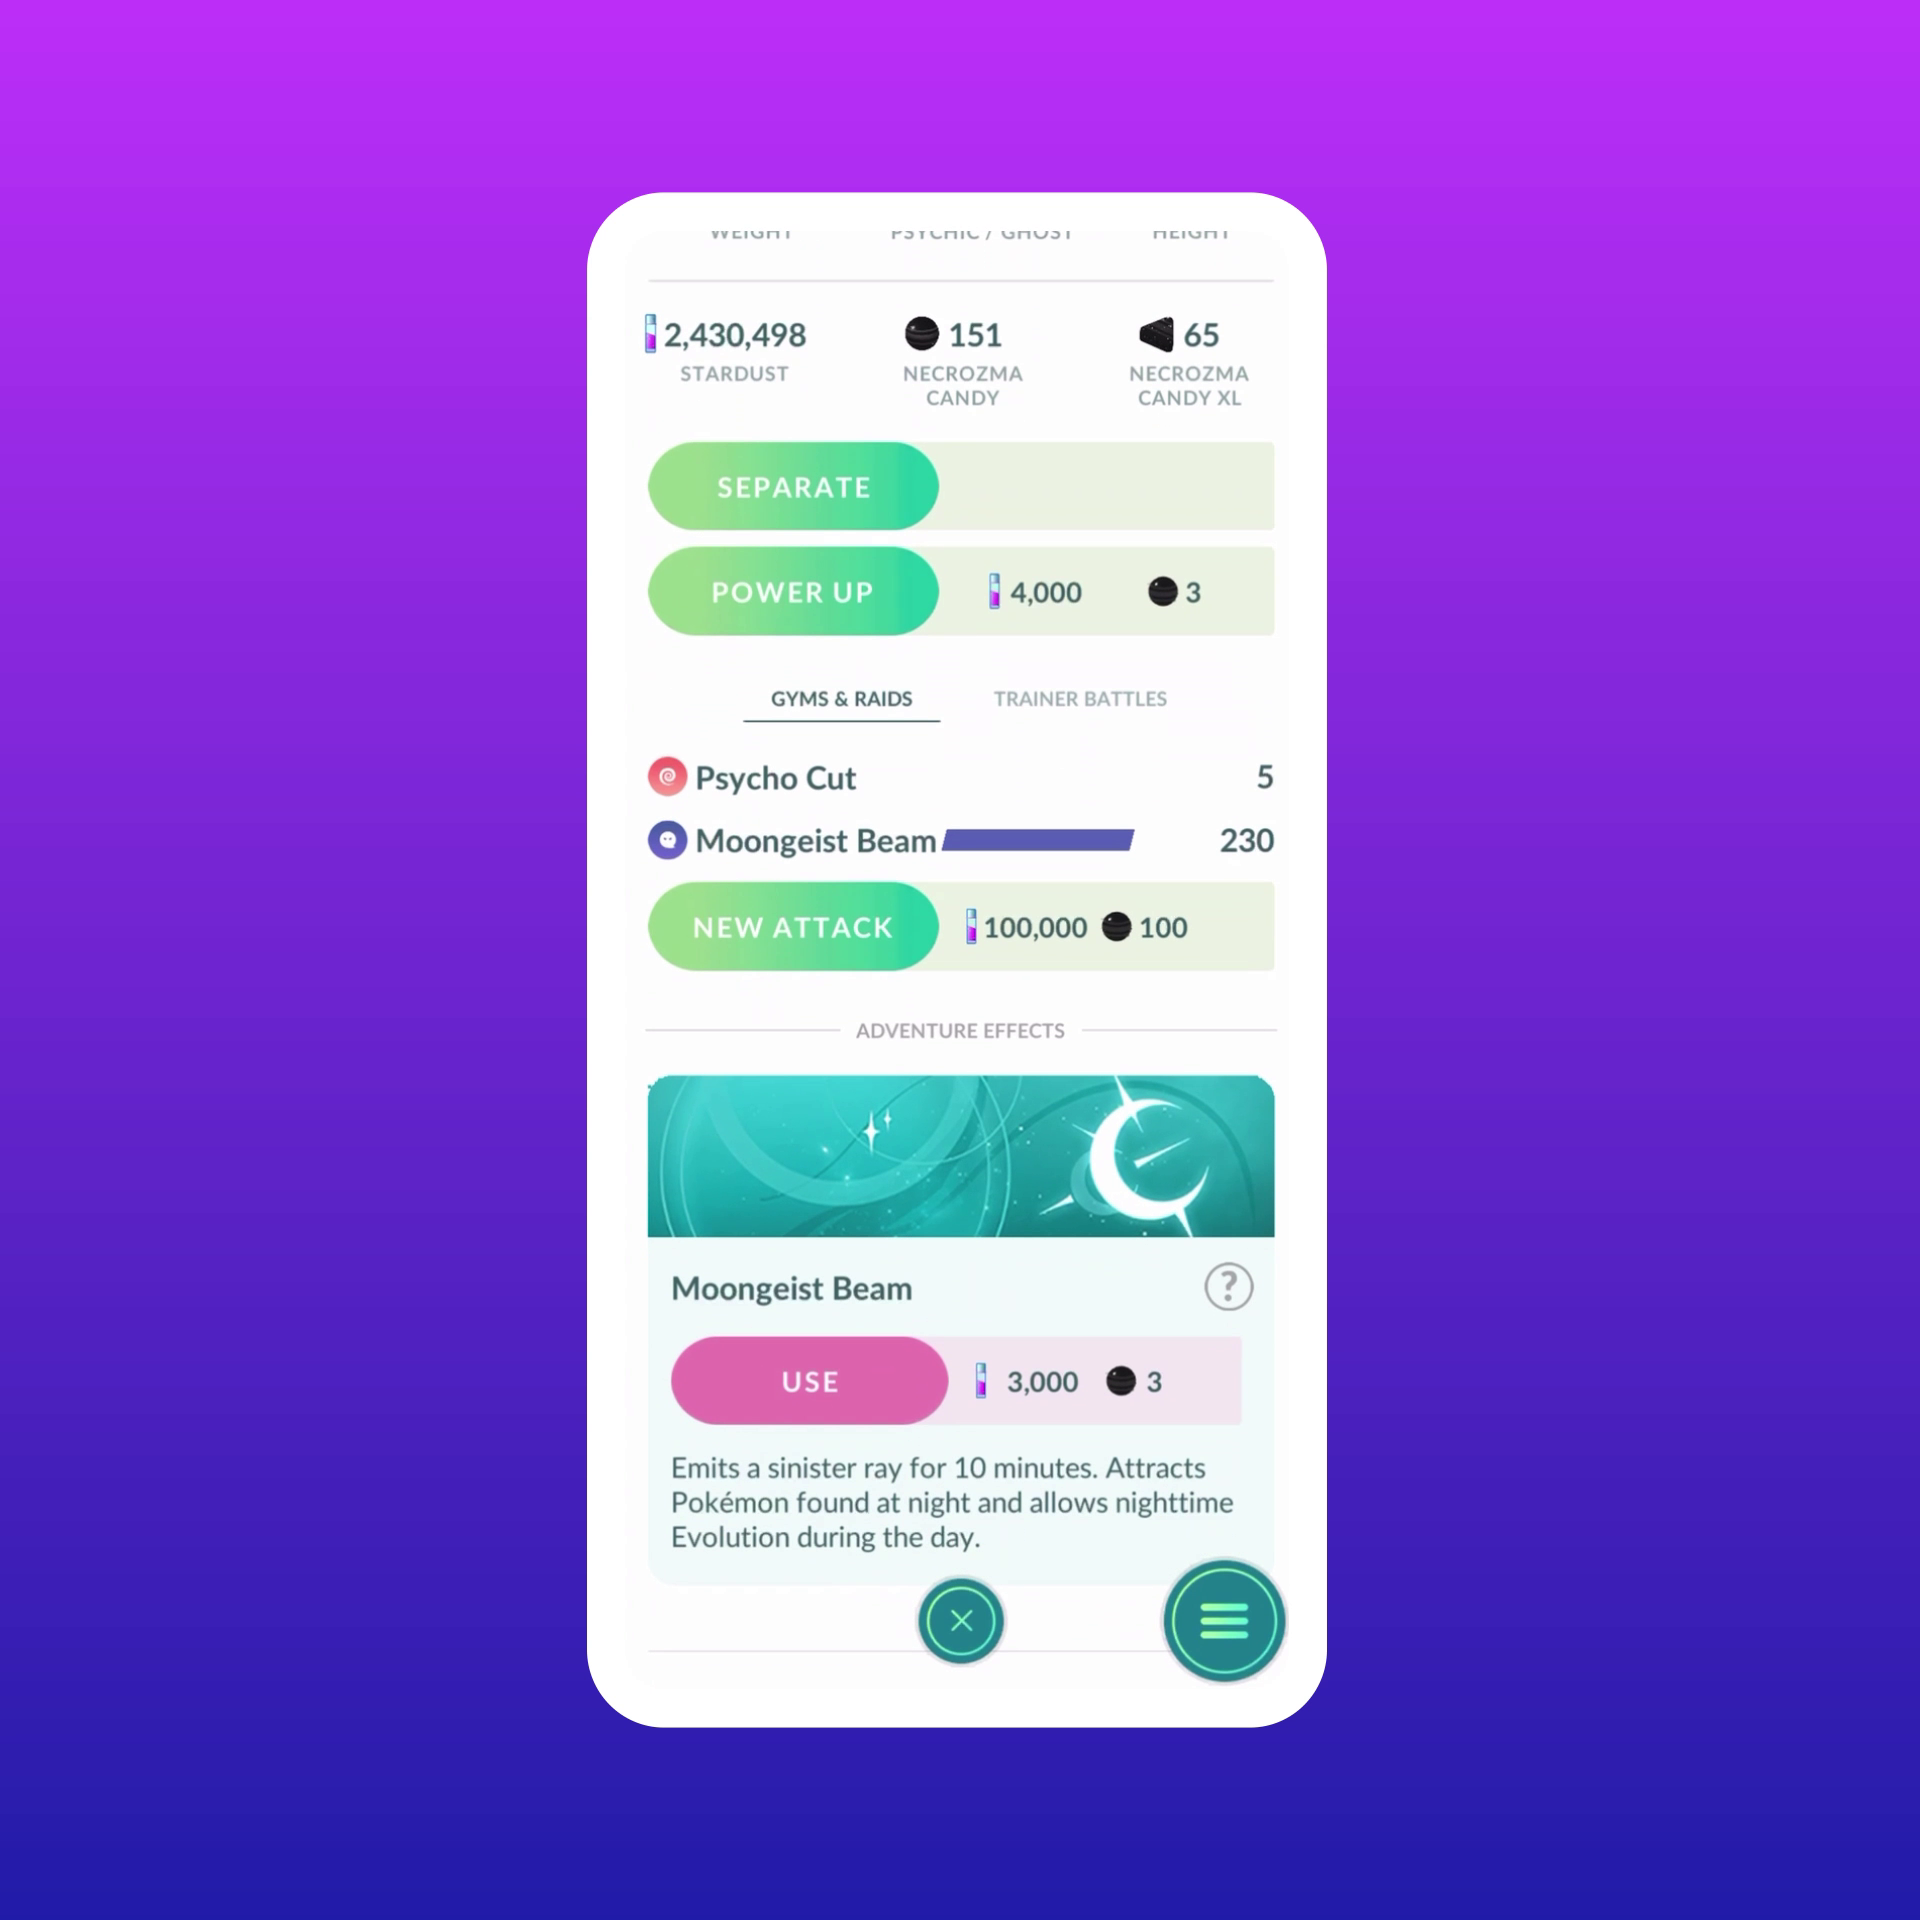 WEIGHT PSYCHIC / GHOST HEIGHT
2,430,498 151 65
STARDUST NECROZMA NECROZMA
CANDY CANDY XL
SEPARATE
POWER UP 4,000 3
GYMS & RAIDS TRAINER BATTLES
Psycho Cut 5
Moongeist Beam 230
NEW ATTACK 100,000 100
ADVENTURE EFFECTS
Moongeist Beam ?
USE 3,000 3
Emits a sinister ray for 10 minutes. Attracts
Pokémon found at night and allows nighttime
Evolution during the day.